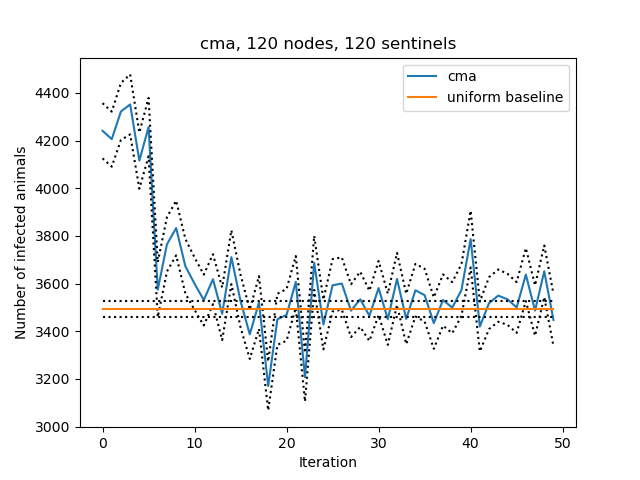 cma, 120 nodes, 120 sentinels
cma
uniform baseline
Number of infected animals
4400
4200
4000
3800
3600
3400
3200
3000
0 10 20 30 40 50
Iteration